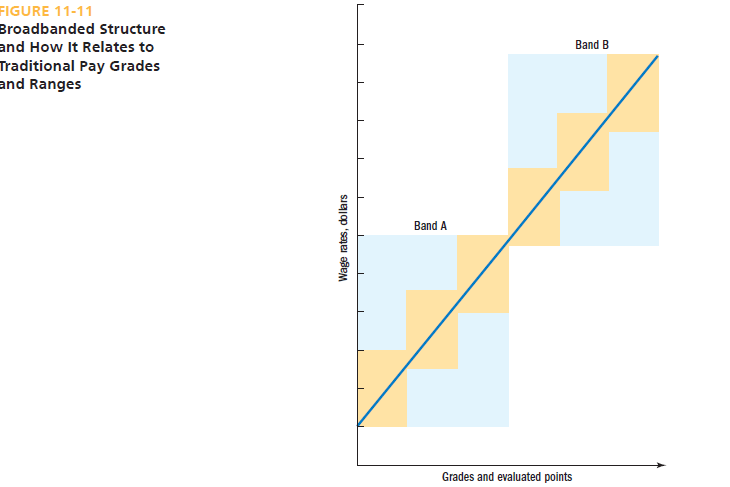 FIGURE 11-11
Broadbanded Structure
and How It Relates to
Traditional Pay Grades
and Ranges
Band B
Band A
Wage rates, dollars
Grades and evaluated points